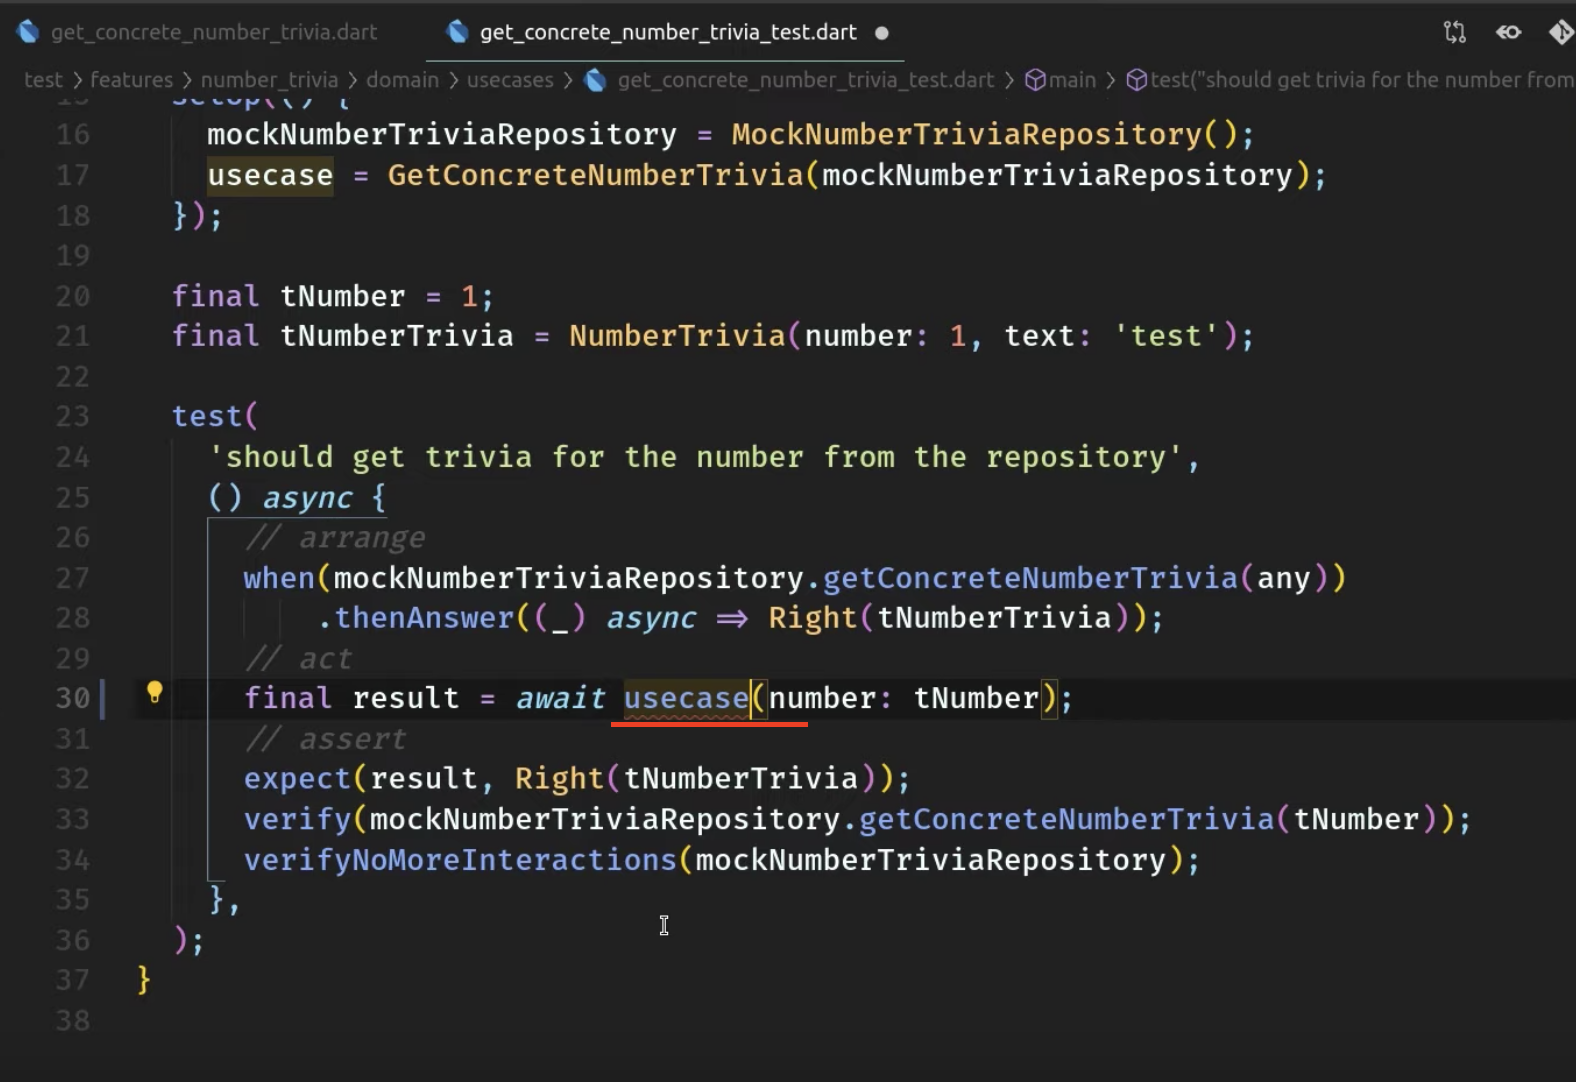 get_concrete_number_trivia.dart
get_concrete_number_trivia_test.dart
test > features > number_trivia > domain > usecases > get_concrete_number_trivia_test.dart > main > test("should get trivia for the number from
15 setUp(() {
16 mockNumberTriviaRepository = MockNumberTriviaRepository();
17 usecase = GetConcreteNumberTrivia(mockNumberTriviaRepository);
18 });
19
20 final tNumber = 1;
21 final tNumberTrivia = NumberTrivia(number: 1, text: 'test');
22
23 test(
24 'should get trivia for the number from the repository',
25 () async {
26 // arrange
27 when(mockNumberTriviaRepository.getConcreteNumberTrivia(any))
28 .thenAnswer((_) async => Right(tNumberTrivia));
29 // act
30 final result = await usecase(number: tNumber);
31 // assert
32 expect(result, Right(tNumberTrivia));
33 verify(mockNumberTriviaRepository.getConcreteNumberTrivia(tNumber));
34 verifyNoMoreInteractions(mockNumberTriviaRepository);
35 },
36 );
37 }
38